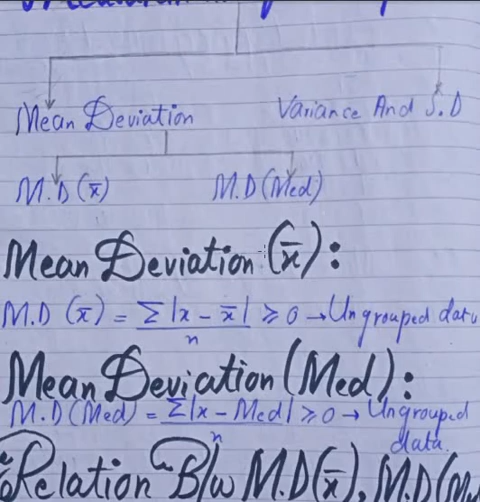 Mean Deviation Variance And S.D
M.D (x̄) M.D(Med)
Mean Deviation (x̄):
M.D (x̄) = Σ|x - x̄| / n ≥ 0 → Ungrouped data
Mean Deviation (Med):
M.D(Med) = Σ|x - Med| / n ≥ 0 → Ungrouped
data.
Relation B/w M.D(x̄), M.D(M